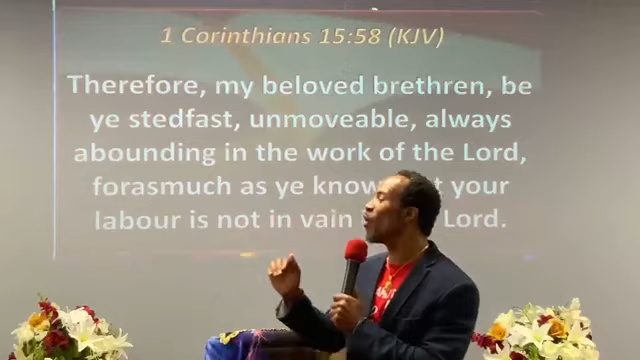 1 Corinthians 15:58 (KJV)
Therefore, my beloved brethren, be
ye stedfast, unmoveable, always
abounding in the work of the Lord,
forasmuch as ye know your
labour is not in vain Lord.